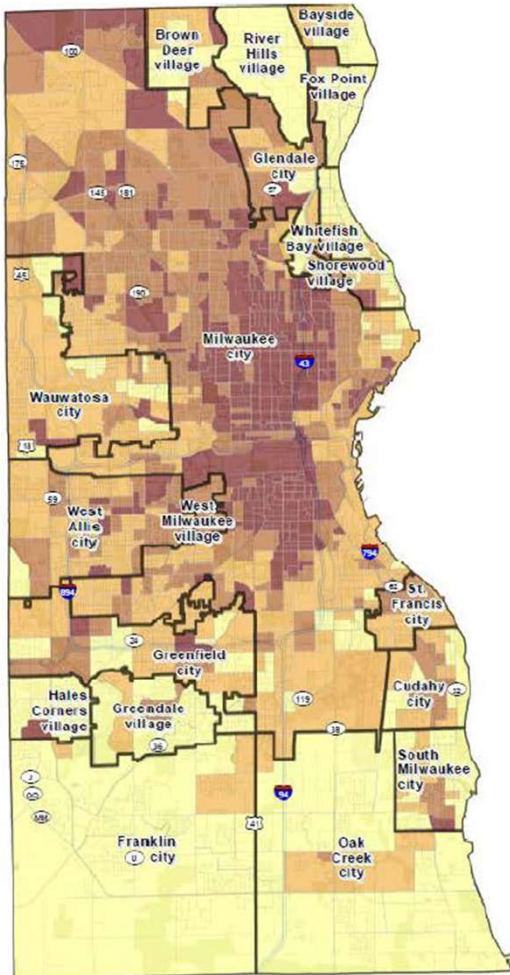 Bayside
village
Brown
Deer
village
River
Hills
village
100
Fox Point
village
175
Glendale
city
57
145
181
Whitefish
Bay village
45
Shorewood
village
190
Milwaukee
city
43
Wauwatosa
city
18
59
West
Allis
city
West
Milwaukee
village
794
894
62
St.
Francis
city
24
Greenfield
city
Hales
Corners
village
Greendale
village
119
Cudahy
city
32
36
38
South
Milwaukee
city
J
OO
MM
94
41
Franklin
city
U
Oak
Creek
city